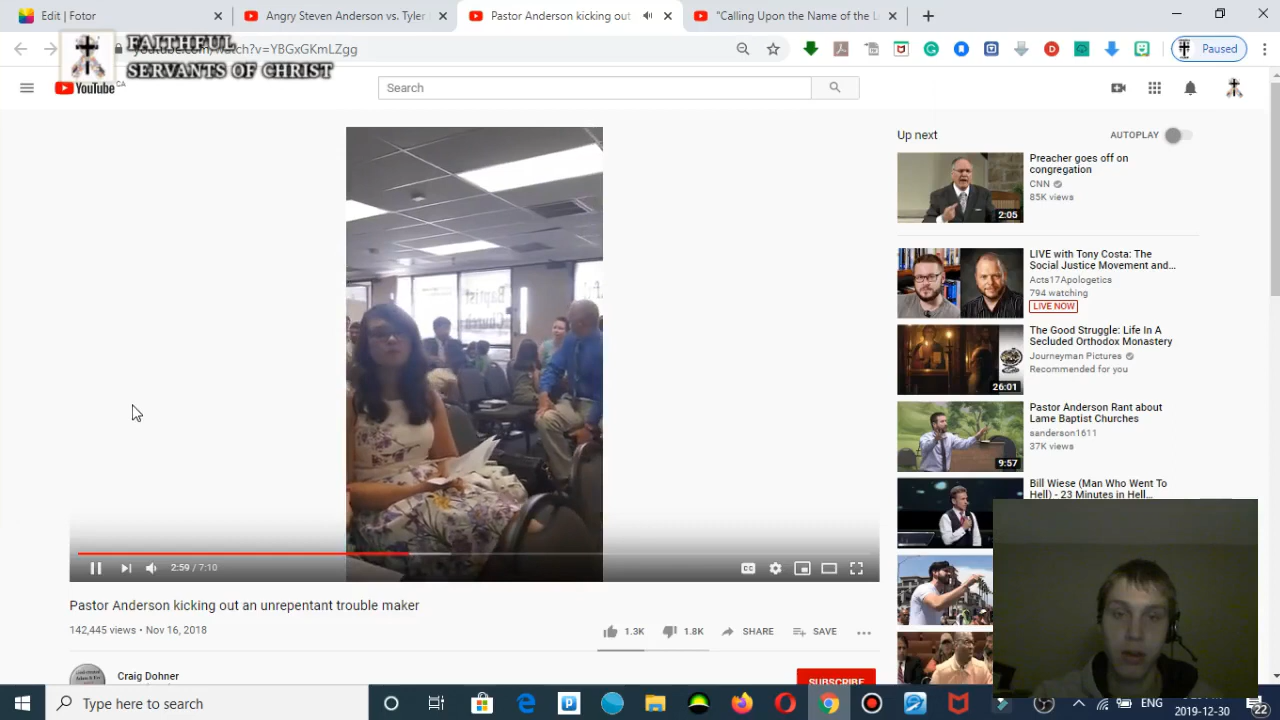 Edit | Fotor
Angry Steven Anderson vs. Tyler
Pastor Anderson kicking out
Calling Upon the Name of the L
FAITHFUL
SERVANTS OF CHRIST
youtube.com/watch?v=YBGxGKmLZgg
Paused
YouTube CA
Search
Up next
AUTOPLAY
Preacher goes off on
congregation
CNN
85K views
2:05
LIVE with Tony Costa: The
Social Justice Movement and...
Acts17Apologetics
794 watching
LIVE NOW
The Good Struggle: Life In A
Secluded Orthodox Monastery
Journeyman Pictures
Recommended for you
26:01
Pastor Anderson Rant about
Lame Baptist Churches
sanderson1611
37K views
9:57
Bill Wiese (Man Who Went To
Hell) - 23 Minutes in Hell...
2:59 / 7:10
Pastor Anderson kicking out an unrepentant trouble maker
142,445 views • Nov 16, 2018
1.3K
1.8K
SHARE
SAVE
Craig Dohner
SUBSCRIBE
Type here to search
ENG
2019-12-30
22